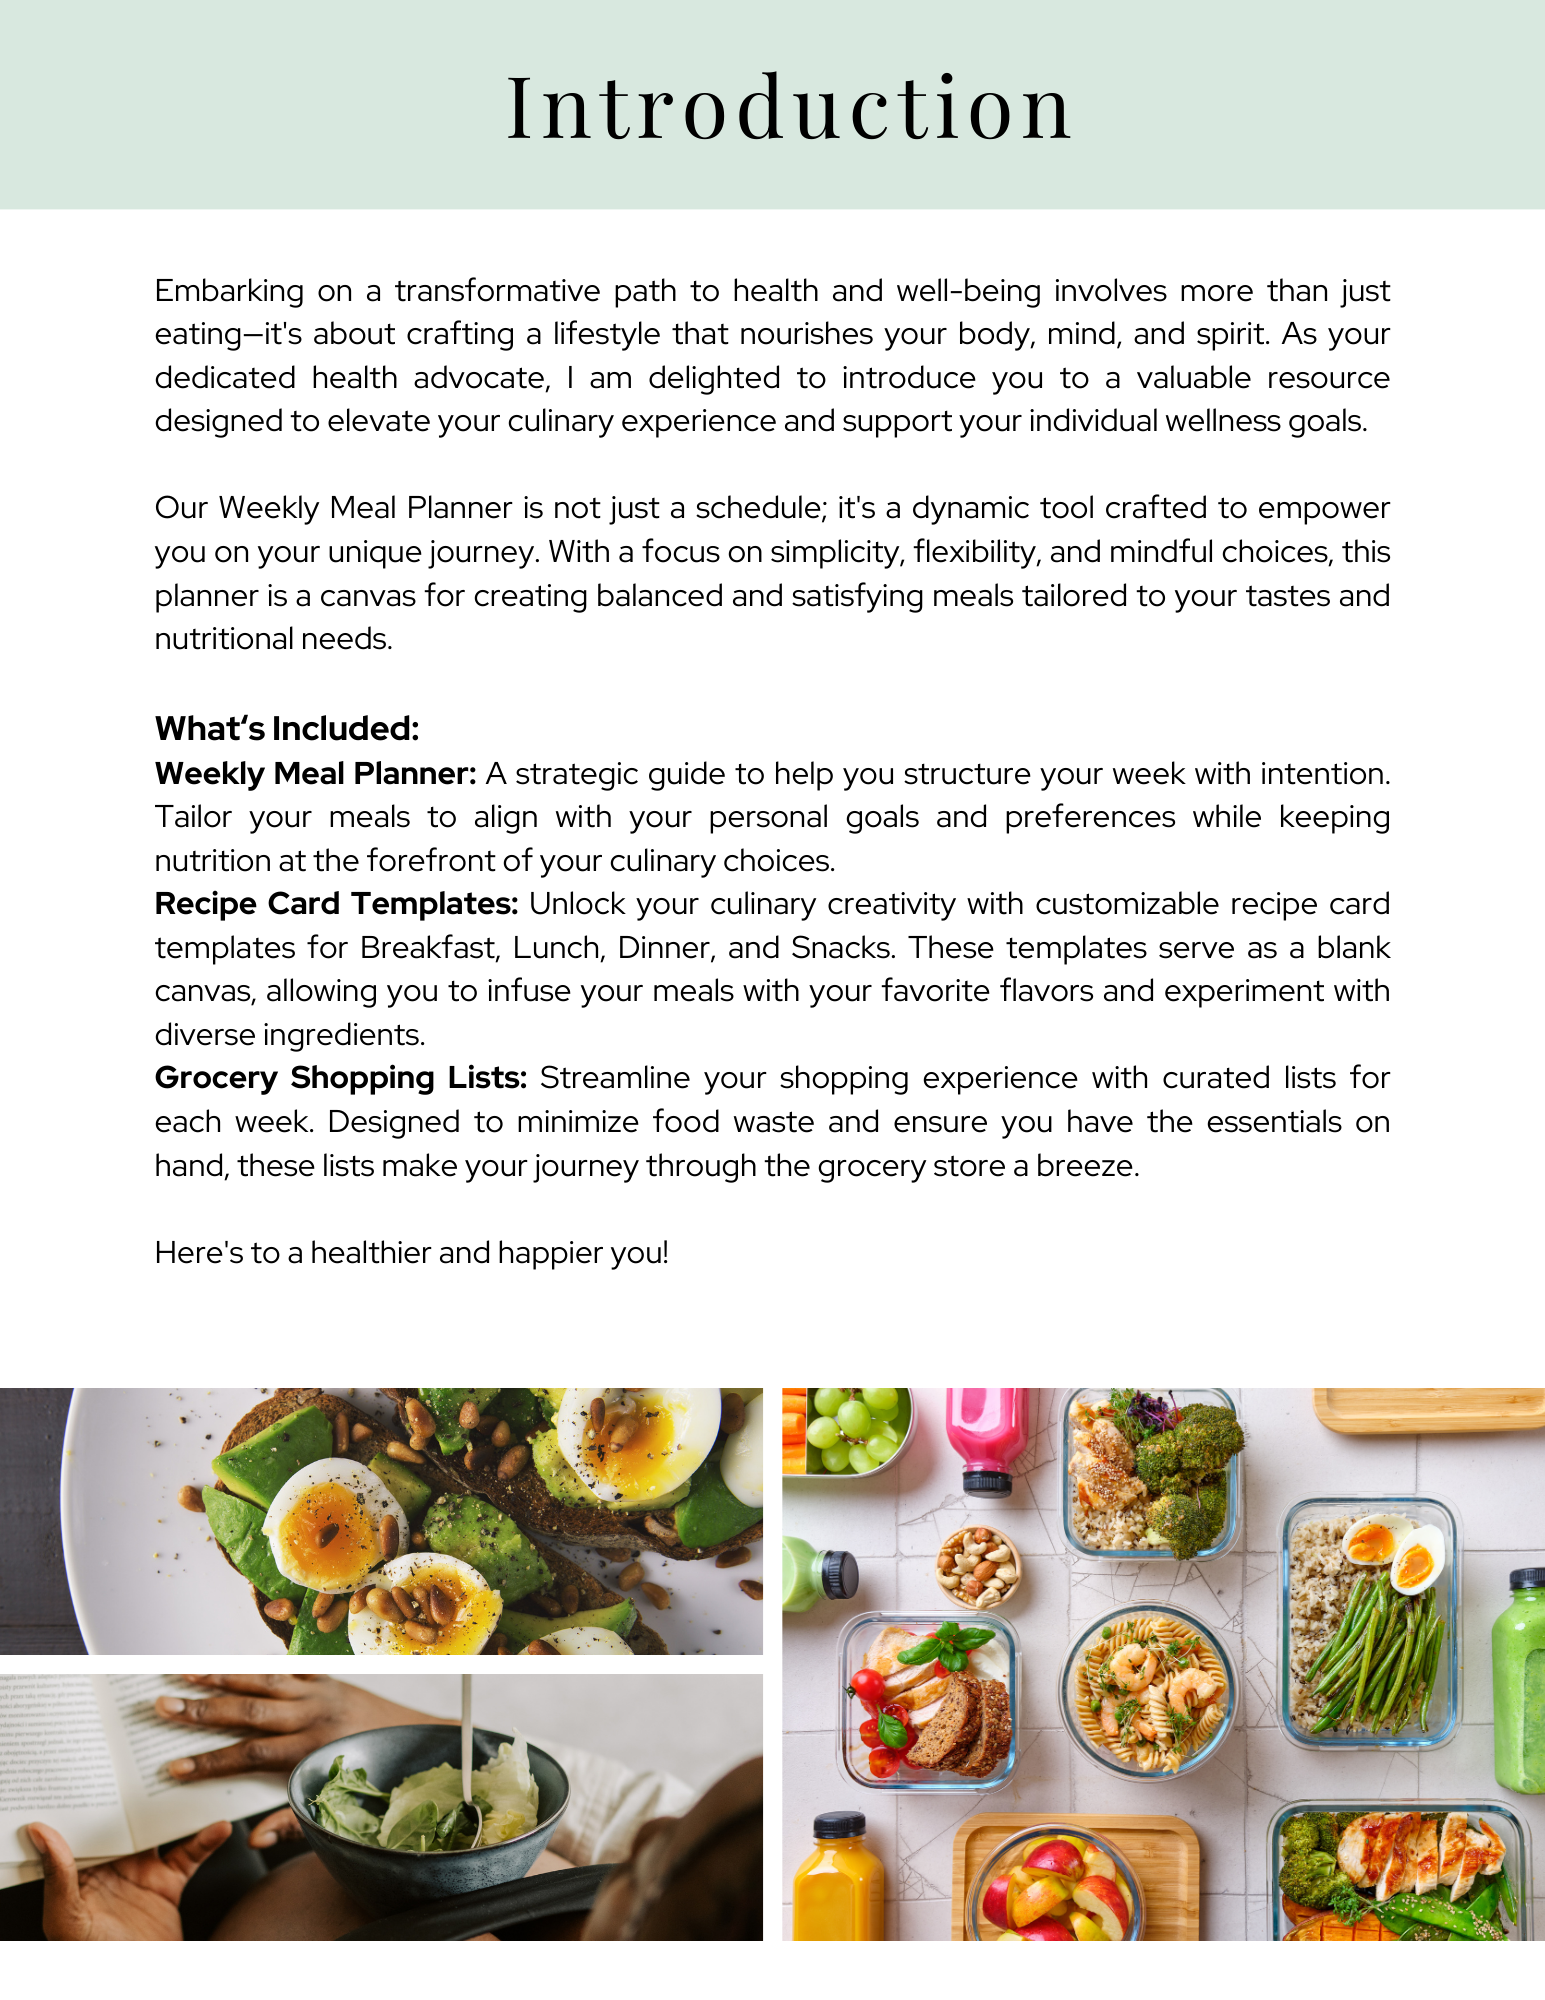 Introduction
Embarking on a transformative path to health and well-being involves more than just
eating—it's about crafting a lifestyle that nourishes your body, mind, and spirit. As your
dedicated health advocate, I am delighted to introduce you to a valuable resource
designed to elevate your culinary experience and support your individual wellness goals.
Our Weekly Meal Planner is not just a schedule; it's a dynamic tool crafted to empower
you on your unique journey. With a focus on simplicity, flexibility, and mindful choices, this
planner is a canvas for creating balanced and satisfying meals tailored to your tastes and
nutritional needs.
What‘s Included:
Weekly Meal Planner: A strategic guide to help you structure your week with intention.
Tailor your meals to align with your personal goals and preferences while keeping
nutrition at the forefront of your culinary choices.
Recipe Card Templates: Unlock your culinary creativity with customizable recipe card
templates for Breakfast, Lunch, Dinner, and Snacks. These templates serve as a blank
canvas, allowing you to infuse your meals with your favorite flavors and experiment with
diverse ingredients.
Grocery Shopping Lists: Streamline your shopping experience with curated lists for
each week. Designed to minimize food waste and ensure you have the essentials on
hand, these lists make your journey through the grocery store a breeze.
Here's to a healthier and happier you!